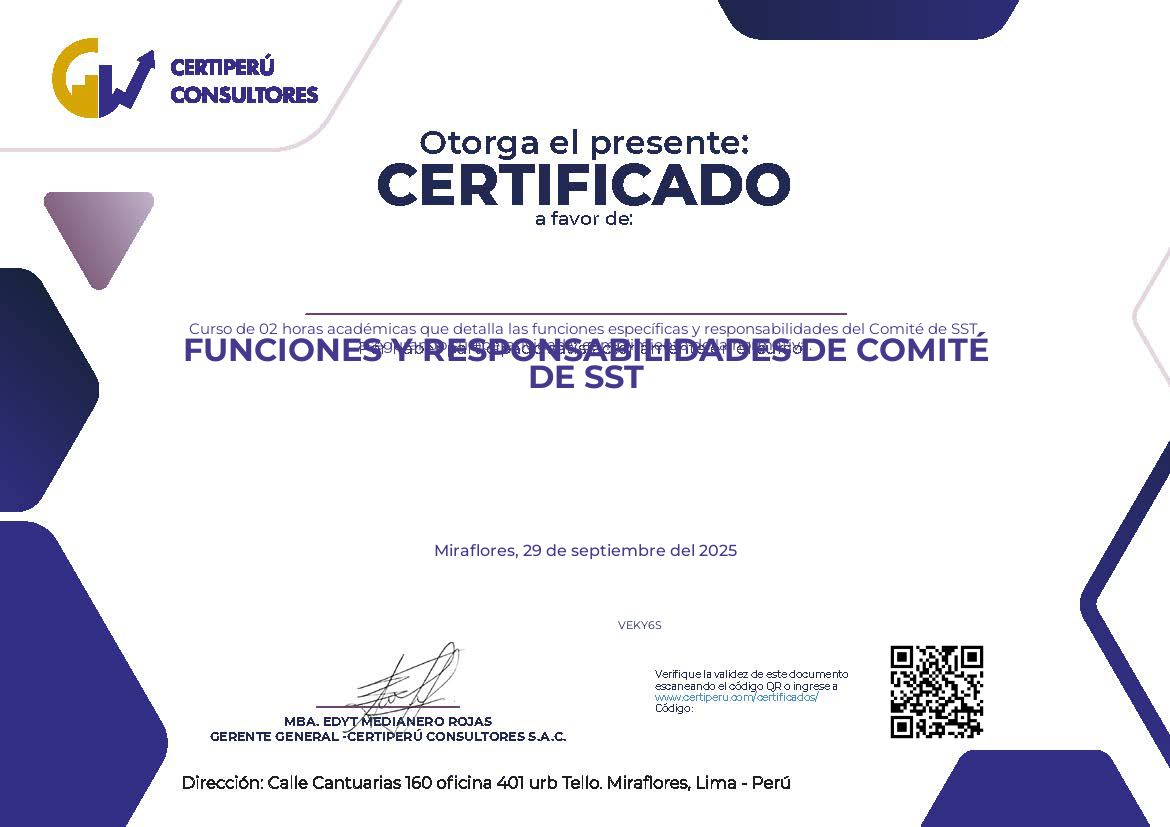 CERTIPERÚ
CONSULTORES
Otorga el presente:
CERTIFICADO
a favor de:
Curso de 02 horas académicas que detalla las funciones específicas y responsabilidades del Comité de SST,
FUNCIONES Y RESPONSABILIDADES DE COMITÉ
DE SST
Miraflores, 29 de septiembre del 2025
VEKY6S
Verifique la validez de este documento
escaneando el código QR o ingrese a
www.certiperu.com/certificados/
Código:
MBA. EDYT MEDIANERO ROJAS
GERENTE GENERAL -CERTIPERÚ CONSULTORES S.A.C.
Dirección: Calle Cantuarias 160 oficina 401 urb Tello. Miraflores, Lima - Perú